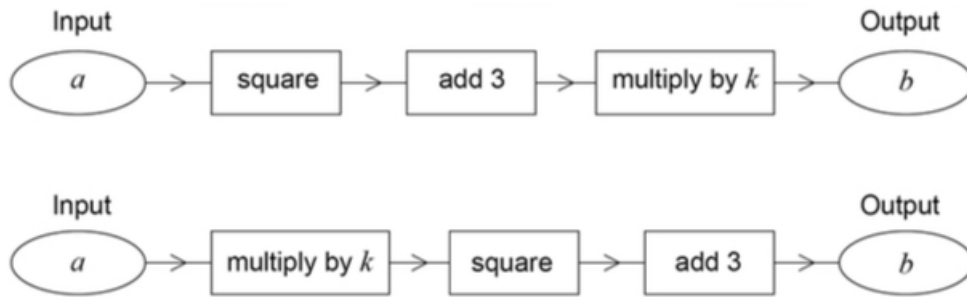 Input Output
a square add 3 multiply by k b
Input Output
a multiply by k square add 3 b